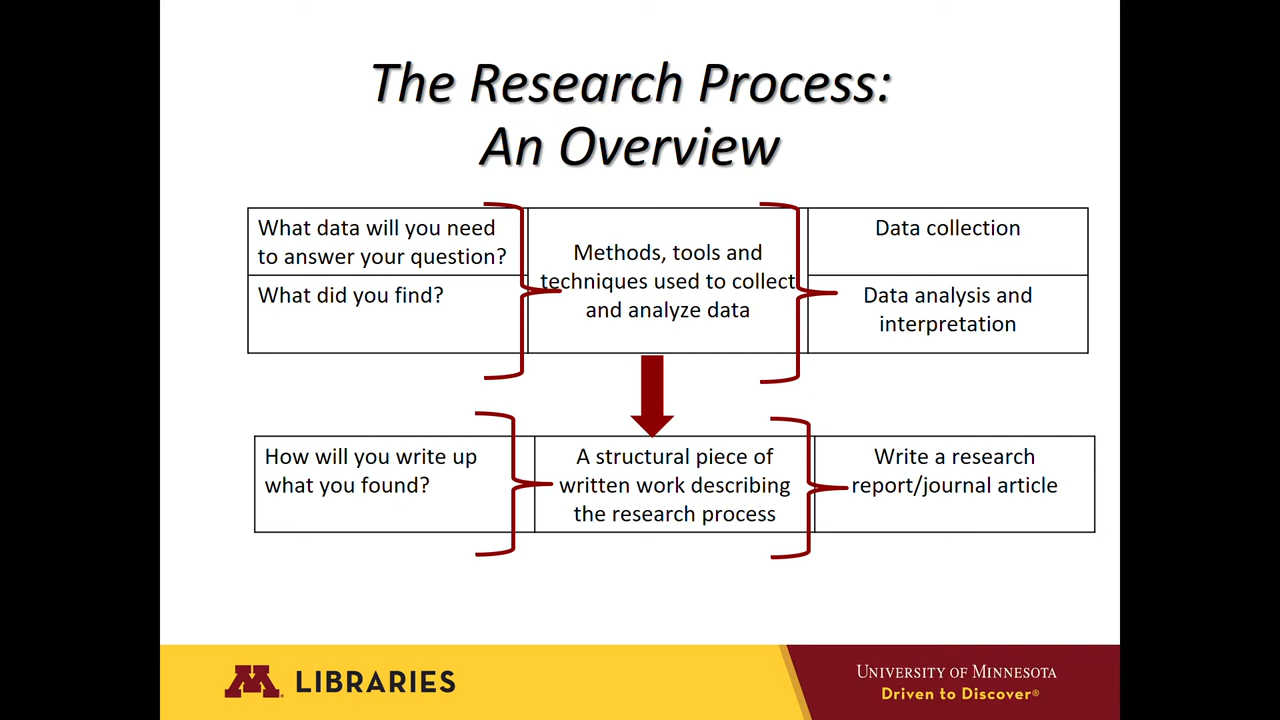 The Research Process:
An Overview
What data will you need
to answer your question?
What did you find?
Methods, tools and
techniques used to collect
and analyze data
Data collection
Data analysis and
interpretation
How will you write up
what you found?
A structural piece of
written work describing
the research process
Write a research
report/journal article
M LIBRARIES
UNIVERSITY OF MINNESOTA
Driven to Discover®